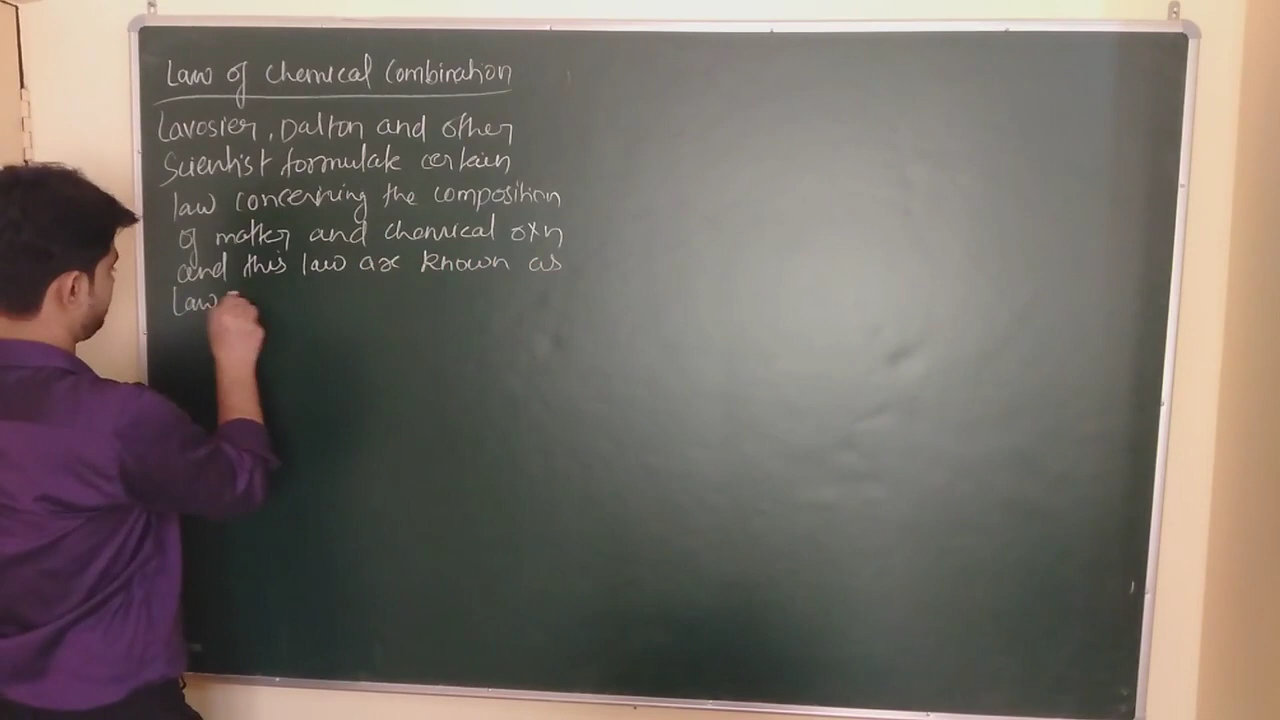 Law of Chemical Combination
Lavosier, Dalton and other
Scientist formulate certain
law concerning the composition
of matter and chemical rxn
and this law are known as
Law